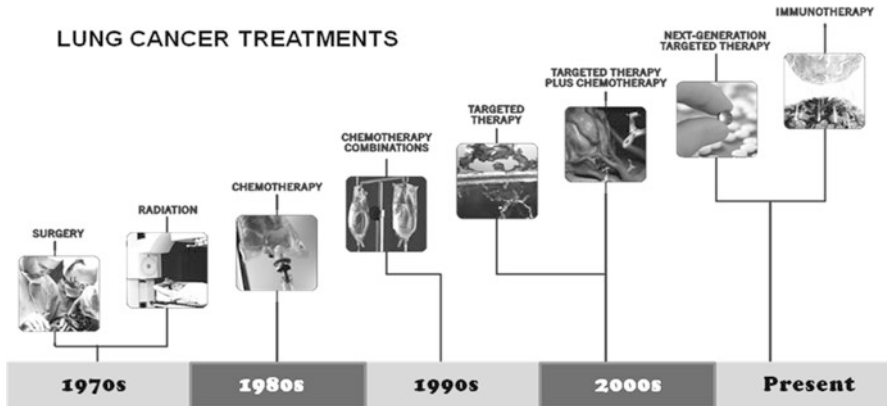 LUNG CANCER TREATMENTS
SURGERY
RADIATION
CHEMOTHERAPY
CHEMOTHERAPY
COMBINATIONS
TARGETED
THERAPY
TARGETED THERAPY
PLUS CHEMOTHERAPY
NEXT-GENERATION
TARGETED THERAPY
IMMUNOTHERAPY
1970s
1980s
1990s
2000s
Present